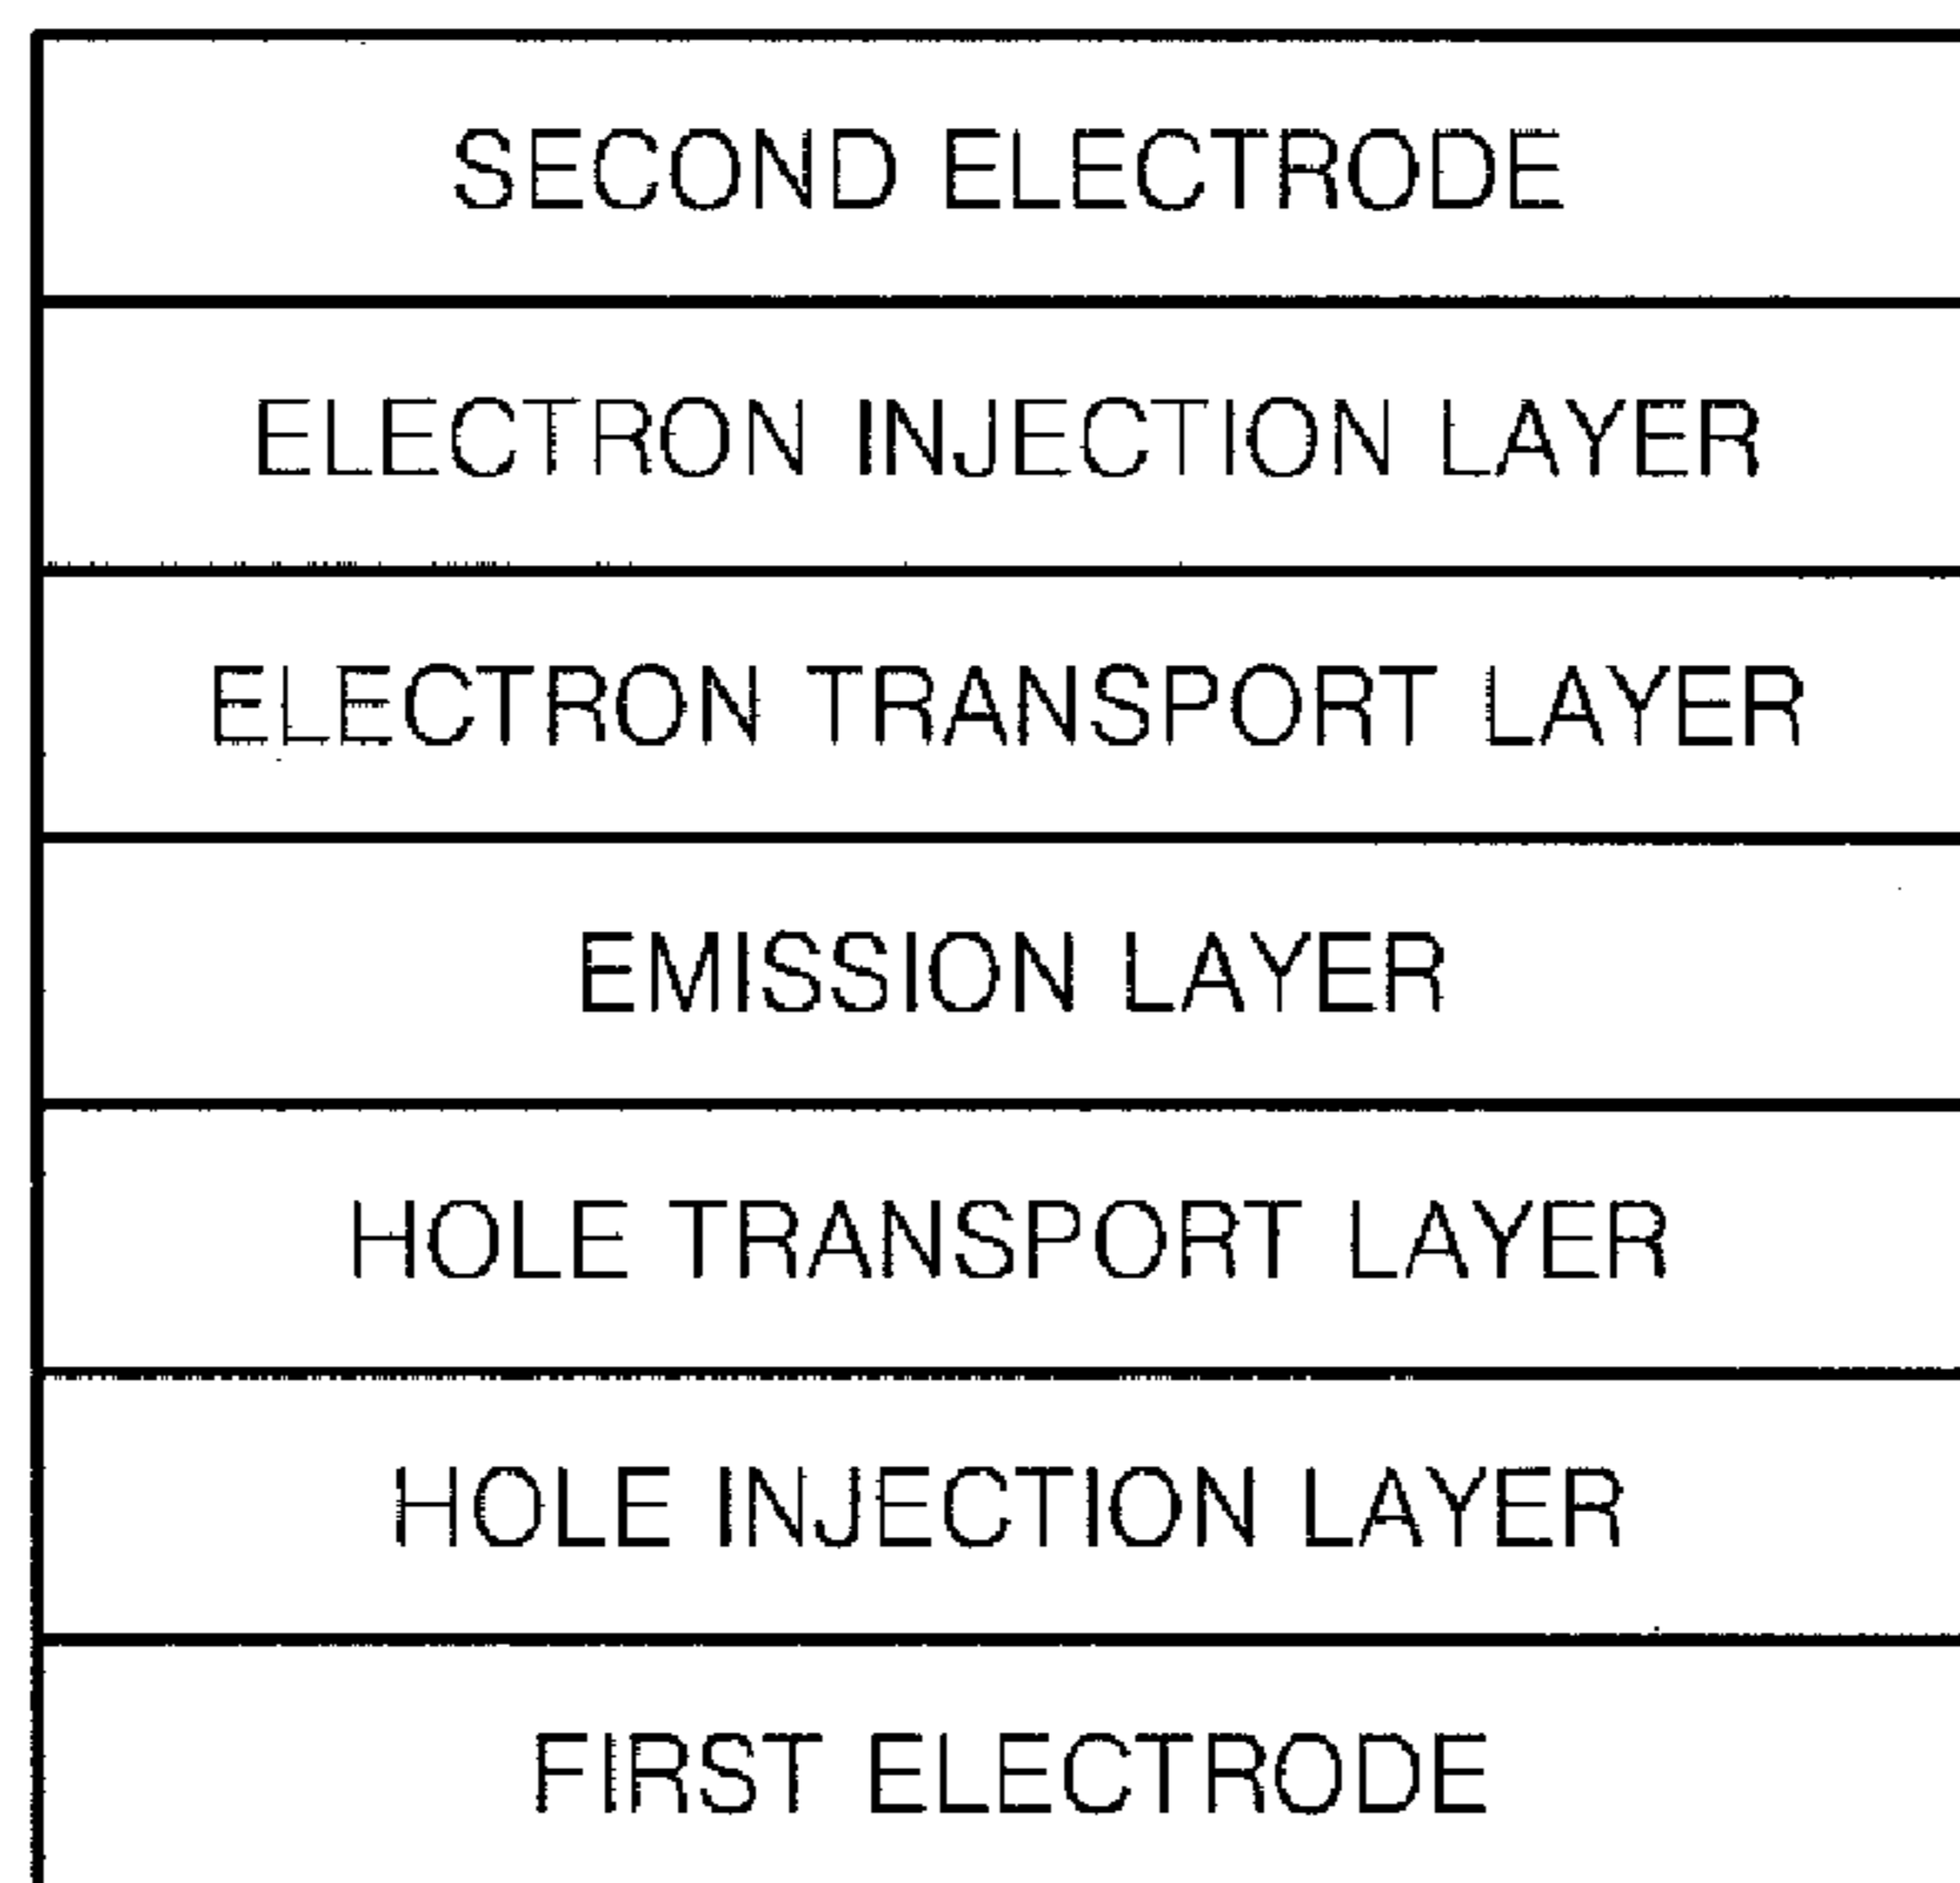 SECOND ELECTRODE
ELECTRON INJECTION LAYER
ELECTRON TRANSPORT LAYER
EMISSION LAYER
HOLE TRANSPORT LAYER
HOLE INJECTION LAYER
FIRST ELECTRODE